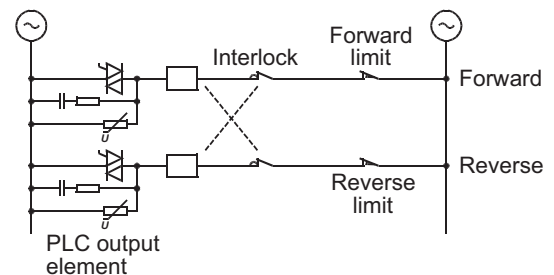 Interlock
Forward
limit
Forward
U
Reverse
Reverse
limit
U
PLC output
element